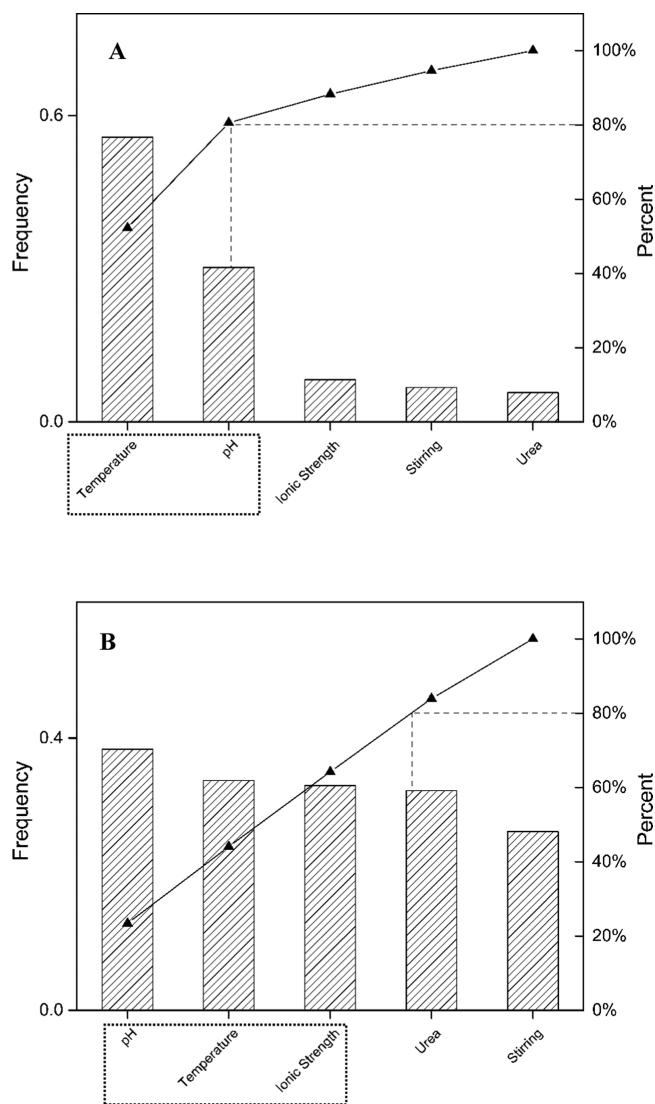 A
100%
0.6
80%
60%
Frequency
Percent
40%
20%
0.0
0%
Temperature
pH
Ionic Strength
Stirring
Urea
B
100%
0.4
80%
60%
Frequency
Percent
40%
20%
0.0
0%
pH
Temperature
Ionic Strength
Urea
Stirring